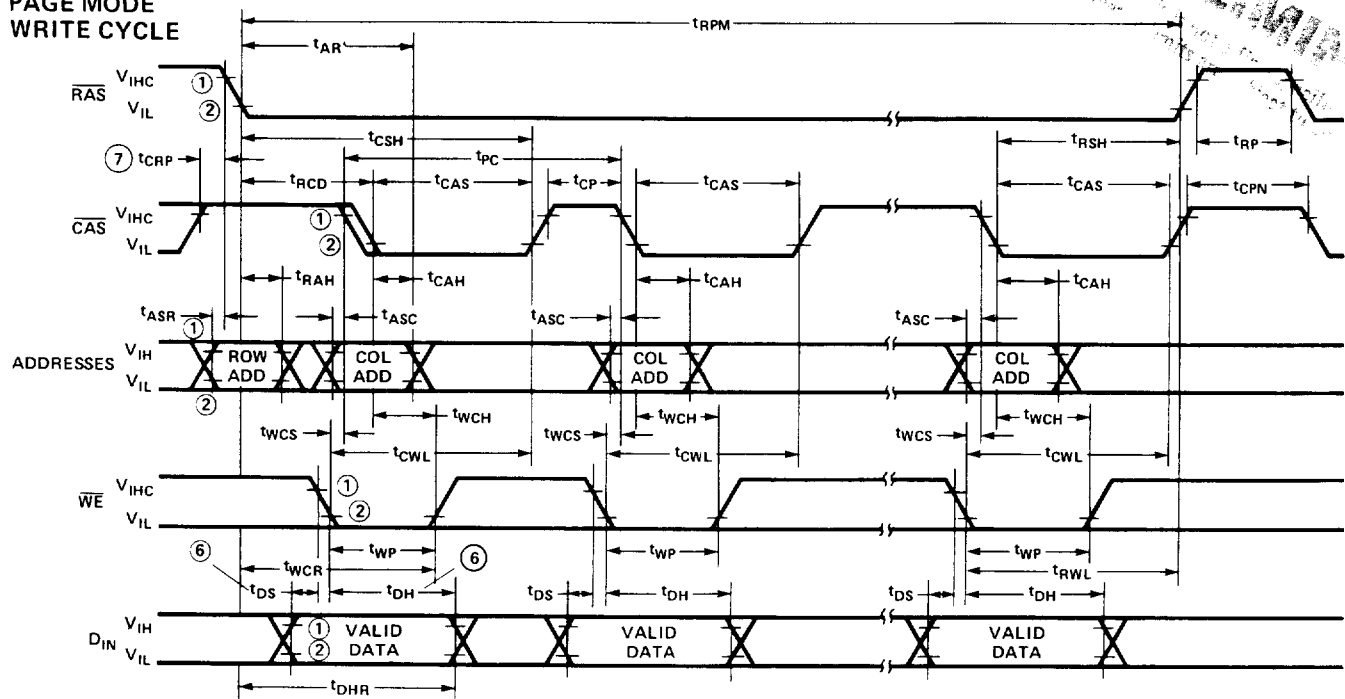 PAGE MODE
WRITE CYCLE
tRPM
tAR
RAS
VIHC
VIL
①
②
tCSH
tPC
tRSH
tRP
⑦ tCRP
tRCD
tCAS
tCP
tCAS
tCAS
tCPN
CAS
VIHC
VIL
①
②
tRAH
tCAH
tCAH
tCAH
tASR
tASC
tASC
tASC
①
ADDRESSES
VIH
VIL
ROW ADD
COL ADD
COL ADD
COL ADD
②
tWCH
tWCH
tWCH
tWCS
tWCS
tWCS
tCWL
tCWL
tCWL
WE
VIHC
VIL
①
②
⑥
tWP
⑥
tWP
tWP
tWCR
tRWL
tDS
tDH
tDS
tDH
tDS
tDH
DIN
VIH
VIL
①
②
VALID DATA
VALID DATA
VALID DATA
tDHR